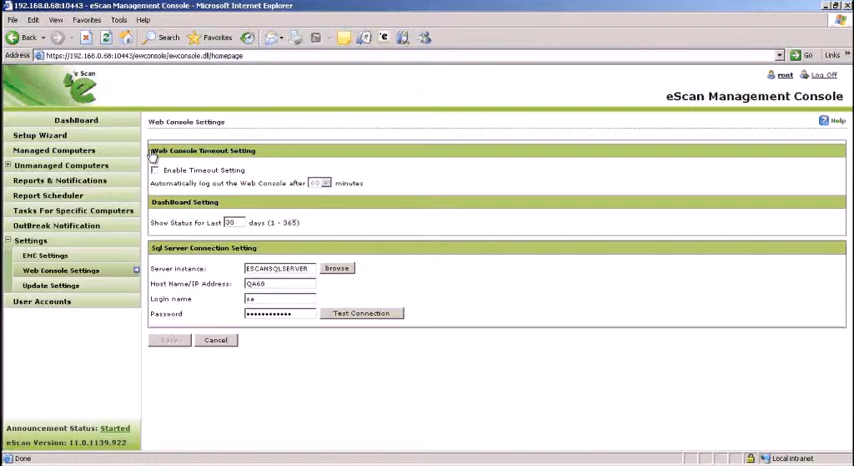 192.168.0.68:10443 - eScan Management Console - Microsoft Internet Explorer
File Edit View Favorites Tools Help
Back Search Favorites
Address https://192.168.0.68:10443/ewconsole/ewconsole.dll/homepage Go Links
e Scan
root Log Off
eScan Management Console
DashBoard
Setup Wizard
Managed Computers
Unmanaged Computers
Reports & Notifications
Report Scheduler
Tasks For Specific Computers
OutBreak Notification
Settings
EMC Settings
Web Console Settings
Update Settings
User Accounts
Announcement Status: Started
eScan Version: 11.0.1139.922
Web Console Settings Help
Web Console Timeout Setting
Enable Timeout Setting
Automatically log out the Web Console after 60 minutes
DashBoard Setting
Show Status for Last 30 days (1 - 365)
Sql Server Connection Setting
Server instance: ESCANSQLSERVER Browse
Host Name/IP Address: QA68
Login name sa
Password •••••••••••• Test Connection
Save Cancel
Done Local intranet